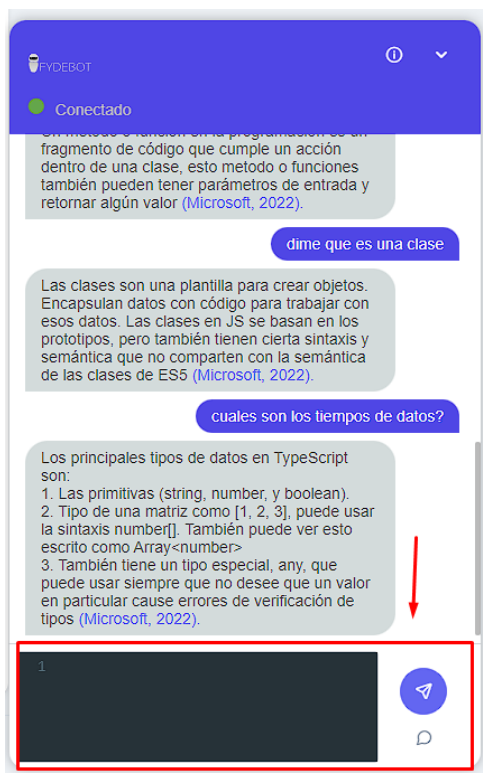 FYDEBOT
Conectado
Un metodo o función en la programación es un
fragmento de código que cumple un acción
dentro de una clase, esto metodo o funciones
también pueden tener parámetros de entrada y
retornar algún valor (Microsoft, 2022).
dime que es una clase
Las clases son una plantilla para crear objetos.
Encapsulan datos con código para trabajar con
esos datos. Las clases en JS se basan en los
prototipos, pero también tienen cierta sintaxis y
semántica que no comparten con la semántica
de las clases de ES5 (Microsoft, 2022).
cuales son los tiempos de datos?
Los principales tipos de datos en TypeScript
son:
1. Las primitivas (string, number, y boolean).
2. Tipo de una matriz como [1, 2, 3], puede usar
la sintaxis number[]. También puede ver esto
escrito como Array<number>
3. También tiene un tipo especial, any, que
puede usar siempre que no desee que un valor
en particular cause errores de verificación de
tipos (Microsoft, 2022).
1